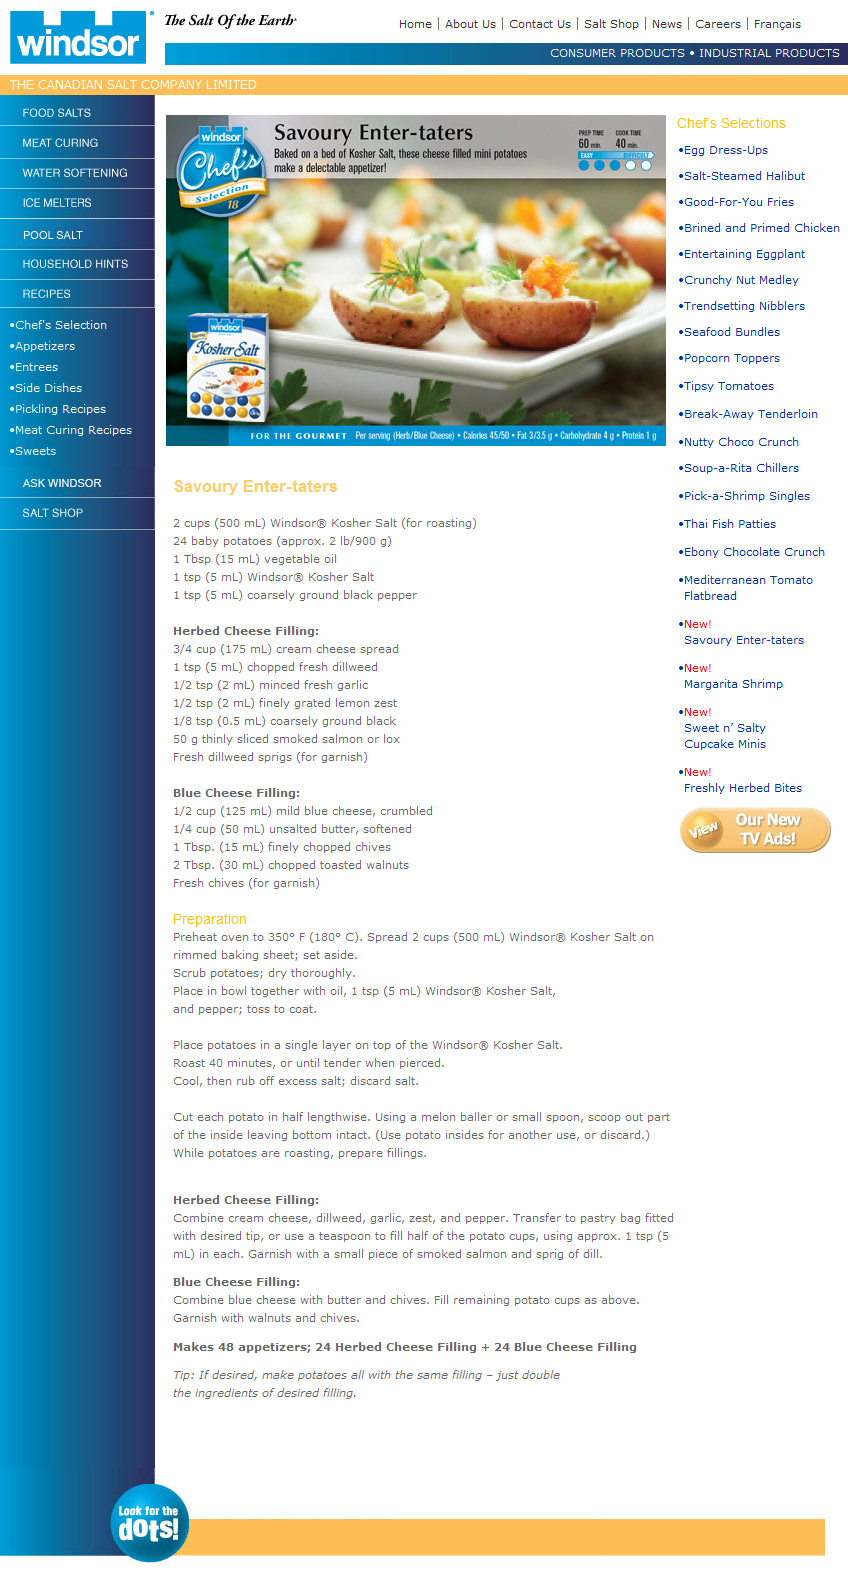 windsor
The Salt Of the Earth®
Home | About Us | Contact Us | Salt Shop | News | Careers | Français
CONSUMER PRODUCTS • INDUSTRIAL PRODUCTS
THE CANADIAN SALT COMPANY LIMITED
FOOD SALTS
MEAT CURING
WATER SOFTENING
ICE MELTERS
POOL SALT
HOUSEHOLD HINTS
RECIPES
•Chef's Selection
•Appetizers
•Entrees
•Side Dishes
•Pickling Recipes
•Meat Curing Recipes
•Sweets
ASK WINDSOR
SALT SHOP
windsor
Chef's
Selection
18
Savoury Enter-taters
Baked on a bed of Kosher Salt, these cheese filled mini potatoes
make a delectable appetizer!
PREP TIME
60 min.
COOK TIME
40 min.
EASY
DIFFICULT
windsor
Kosher Salt
FOR THE GOURMET Per serving (Herb/Blue Cheese) • Calories 45/50 • Fat 3/3.5 g • Carbohydrate 4 g • Protein 1 g
Savoury Enter-taters
2 cups (500 mL) Windsor® Kosher Salt (for roasting)
24 baby potatoes (approx. 2 lb/900 g)
1 Tbsp (15 mL) vegetable oil
1 tsp (5 mL) Windsor® Kosher Salt
1 tsp (5 mL) coarsely ground black pepper
Herbed Cheese Filling:
3/4 cup (175 mL) cream cheese spread
1 tsp (5 mL) chopped fresh dillweed
1/2 tsp (2 mL) minced fresh garlic
1/2 tsp (2 mL) finely grated lemon zest
1/8 tsp (0.5 mL) coarsely ground black
50 g thinly sliced smoked salmon or lox
Fresh dillweed sprigs (for garnish)
Blue Cheese Filling:
1/2 cup (125 mL) mild blue cheese, crumbled
1/4 cup (50 mL) unsalted butter, softened
1 Tbsp. (15 mL) finely chopped chives
2 Tbsp. (30 mL) chopped toasted walnuts
Fresh chives (for garnish)
Preparation
Preheat oven to 350° F (180° C). Spread 2 cups (500 mL) Windsor® Kosher Salt on
rimmed baking sheet; set aside.
Scrub potatoes; dry thoroughly.
Place in bowl together with oil, 1 tsp (5 mL) Windsor® Kosher Salt,
and pepper; toss to coat.
Place potatoes in a single layer on top of the Windsor® Kosher Salt.
Roast 40 minutes, or until tender when pierced.
Cool, then rub off excess salt; discard salt.
Cut each potato in half lengthwise. Using a melon baller or small spoon, scoop out part
of the inside leaving bottom intact. (Use potato insides for another use, or discard.)
While potatoes are roasting, prepare fillings.
Herbed Cheese Filling:
Combine cream cheese, dillweed, garlic, zest, and pepper. Transfer to pastry bag fitted
with desired tip, or use a teaspoon to fill half of the potato cups, using approx. 1 tsp (5
mL) in each. Garnish with a small piece of smoked salmon and sprig of dill.
Blue Cheese Filling:
Combine blue cheese with butter and chives. Fill remaining potato cups as above.
Garnish with walnuts and chives.
Makes 48 appetizers; 24 Herbed Cheese Filling + 24 Blue Cheese Filling
Tip: If desired, make potatoes all with the same filling – just double
the ingredients of desired filling.
Chef's Selections
•Egg Dress-Ups
•Salt-Steamed Halibut
•Good-For-You Fries
•Brined and Primed Chicken
•Entertaining Eggplant
•Crunchy Nut Medley
•Trendsetting Nibblers
•Seafood Bundles
•Popcorn Toppers
•Tipsy Tomatoes
•Break-Away Tenderloin
•Nutty Choco Crunch
•Soup-a-Rita Chillers
•Pick-a-Shrimp Singles
•Thai Fish Patties
•Ebony Chocolate Crunch
•Mediterranean Tomato
Flatbread
•New!
Savoury Enter-taters
•New!
Margarita Shrimp
•New!
Sweet n’ Salty
Cupcake Minis
•New!
Freshly Herbed Bites
View
Our New
TV Ads!
Look for the
dots!